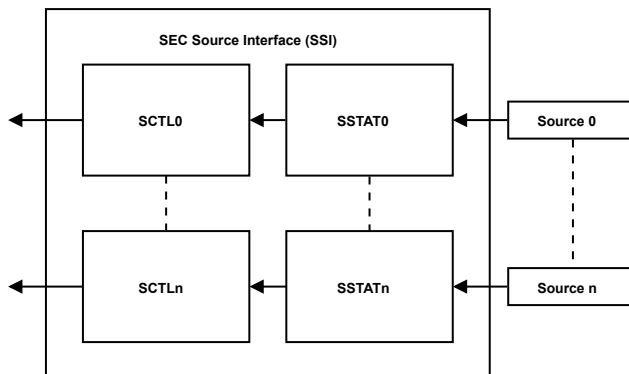 SEC Source Interface (SSI)
SCTL0
SSTAT0
Source 0
SCTLn
SSTATn
Source n